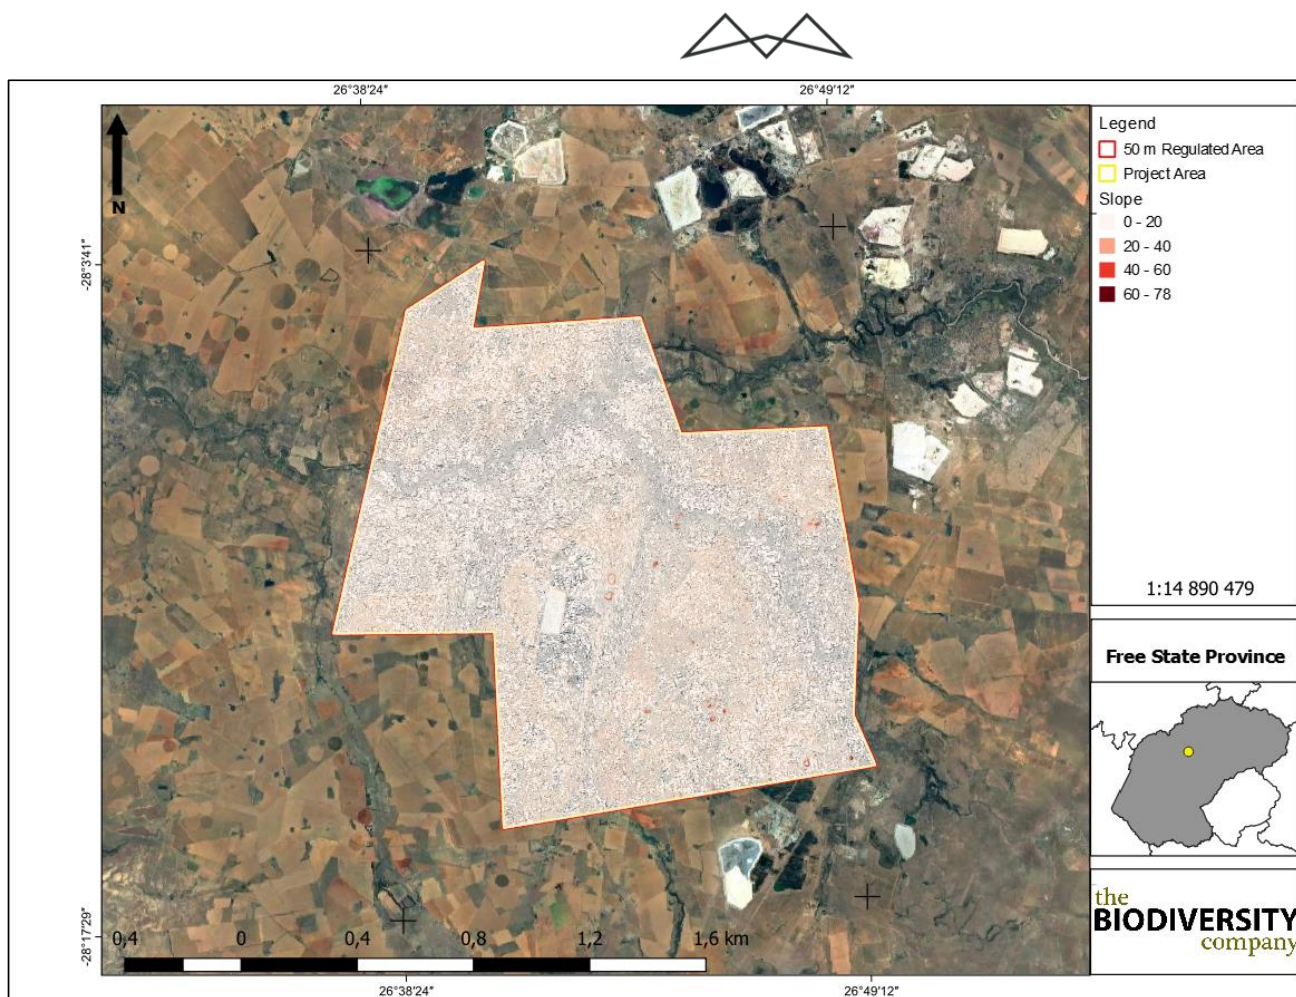 26°38'24" 26°49'12"
N
-28°3'41"
-28°17'29"
0,4 0 0,4 0,8 1,2 1,6 km
26°38'24" 26°49'12"
Legend
50 m Regulated Area
Project Area
Slope
0 - 20
20 - 40
40 - 60
60 - 78
1:14 890 479
Free State Province
the
BIODIVERSITY
company